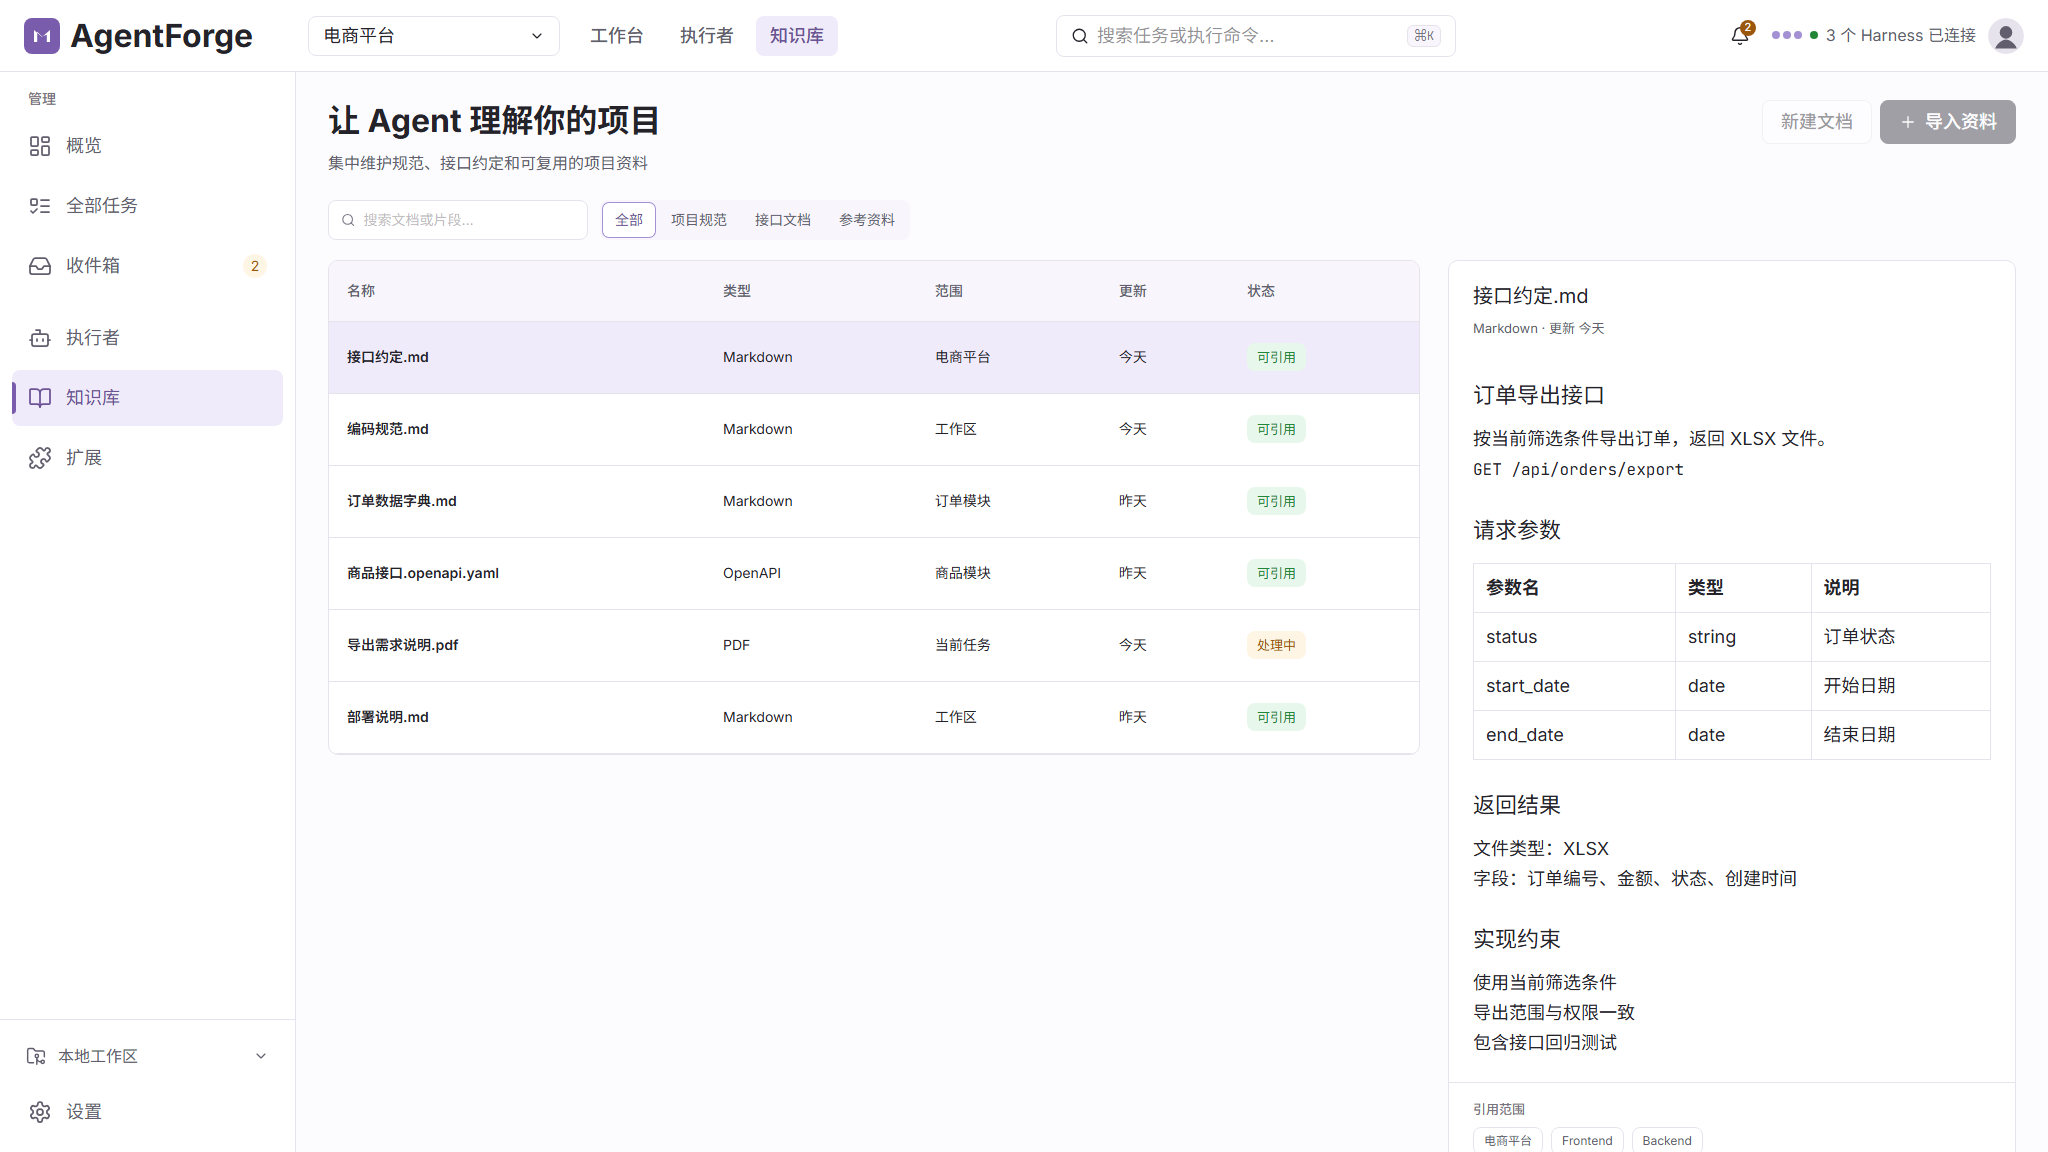 AgentForge
电商平台
工作台
执行者
知识库
搜索任务或执行命令...
⌘K
2
3 个 Harness 已连接
管理
概览
全部任务
收件箱
2
执行者
知识库
扩展
本地工作区
设置
让 Agent 理解你的项目
集中维护规范、接口约定和可复用的项目资料
新建文档
+ 导入资料
搜索文档或片段...
全部
项目规范
接口文档
参考资料
名称 类型 范围 更新 状态
接口约定.md Markdown 电商平台 今天 可引用
编码规范.md Markdown 工作区 今天 可引用
订单数据字典.md Markdown 订单模块 昨天 可引用
商品接口.openapi.yaml OpenAPI 商品模块 昨天 可引用
导出需求说明.pdf PDF 当前任务 今天 处理中
部署说明.md Markdown 工作区 昨天 可引用
接口约定.md
Markdown · 更新 今天
订单导出接口
按当前筛选条件导出订单，返回 XLSX 文件。
GET /api/orders/export
请求参数
参数名 类型 说明
status string 订单状态
start_date date 开始日期
end_date date 结束日期
返回结果
文件类型：XLSX
字段：订单编号、金额、状态、创建时间
实现约束
使用当前筛选条件
导出范围与权限一致
包含接口回归测试
引用范围
电商平台
Frontend
Backend